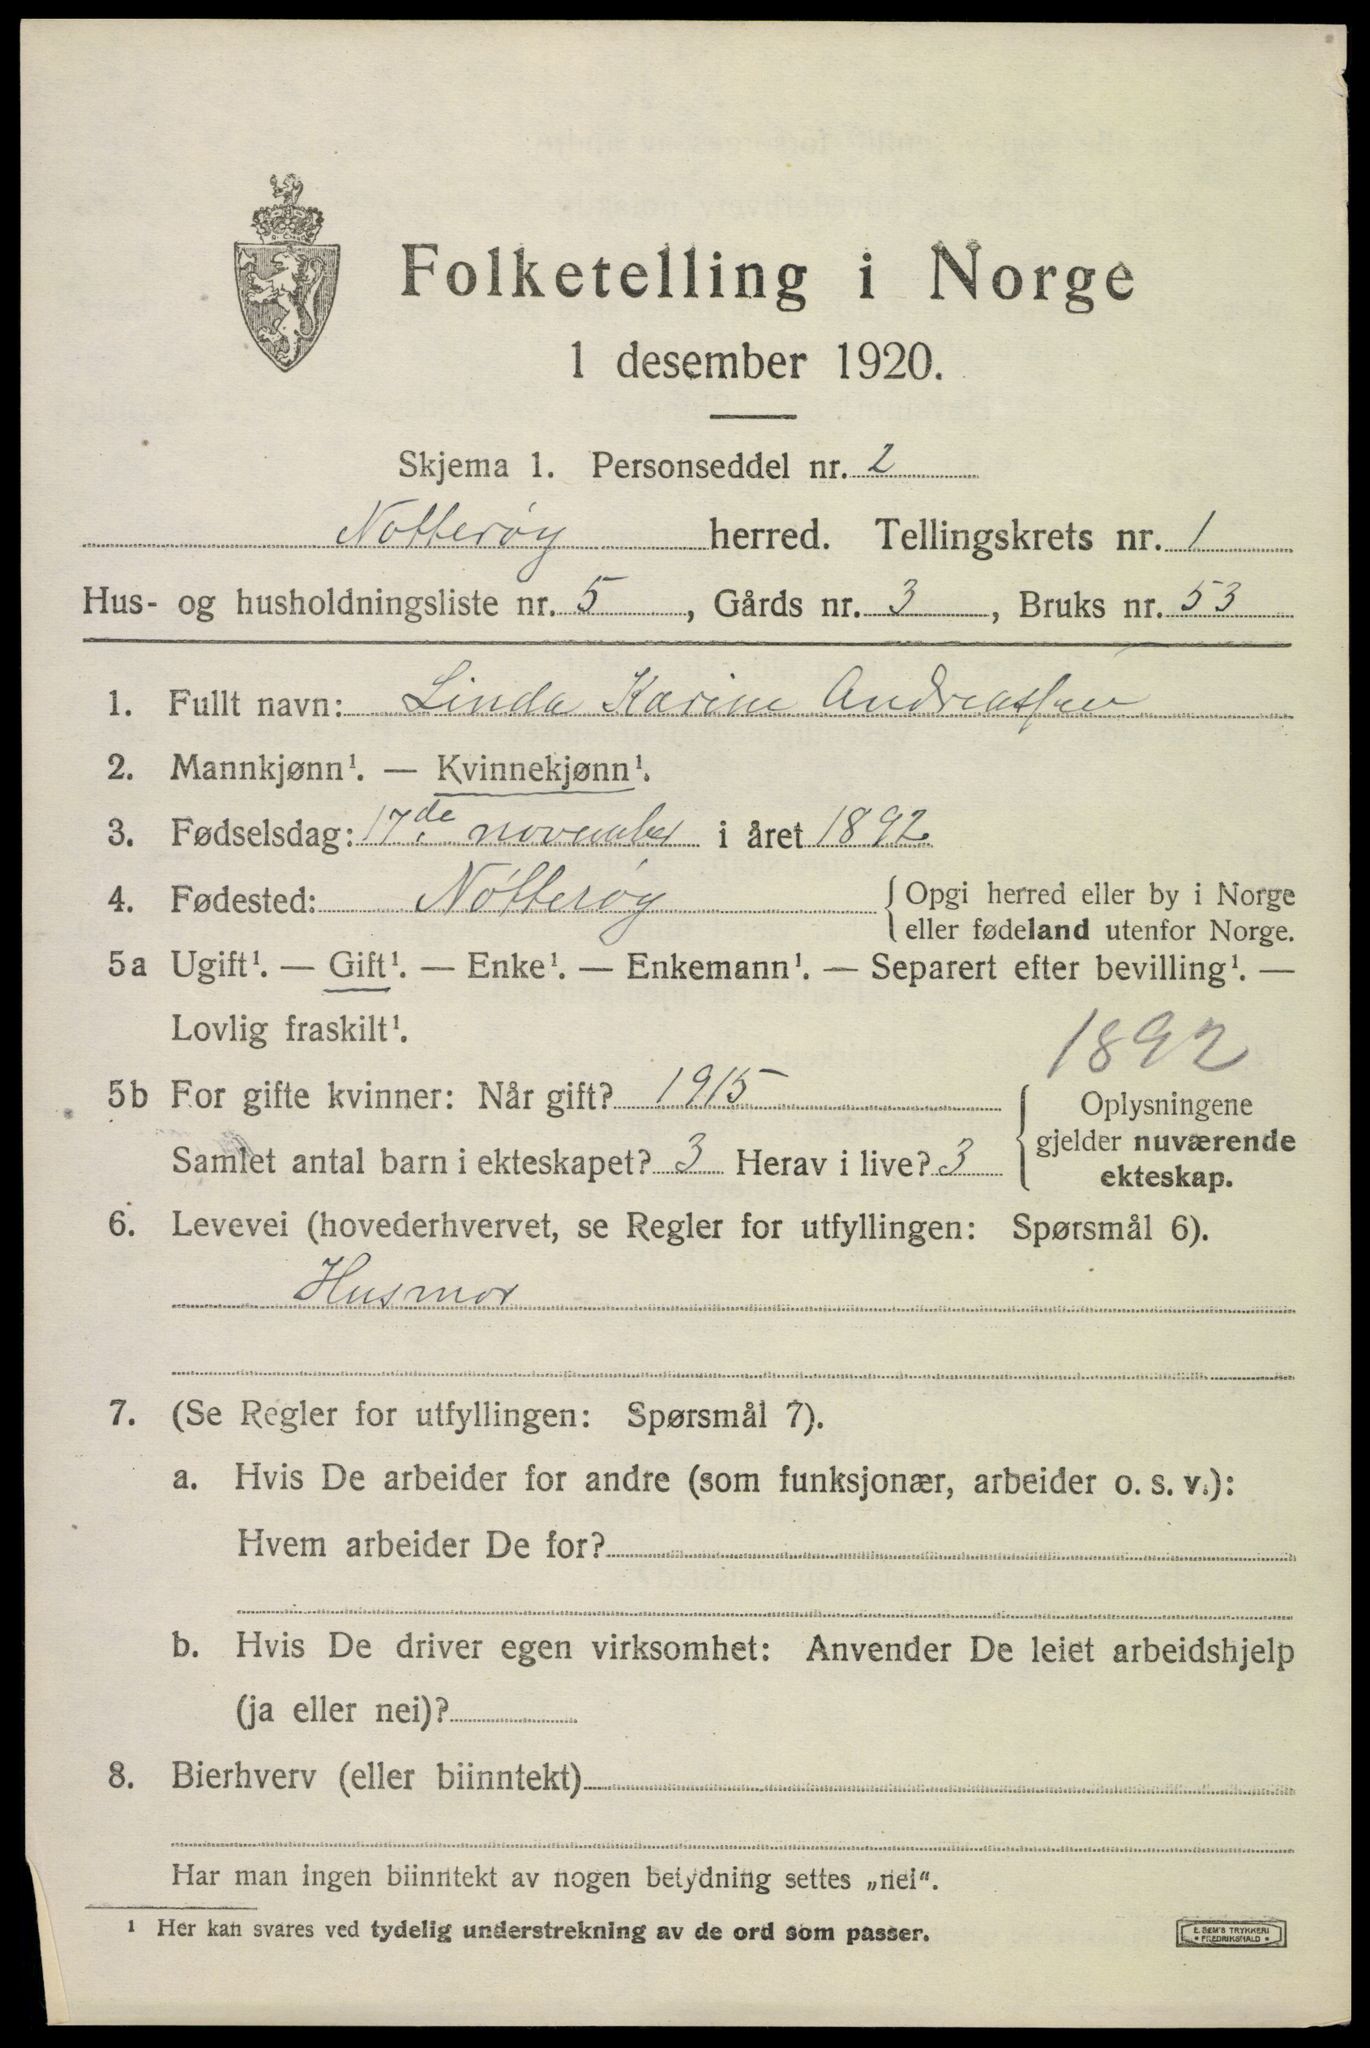 Folketelling i Norge
1 desember 1920.
Skjema 1. Personseddel nr. 2
Nøtterøy herred. Tellingskrets nr. 1
Hus- og husholdningsliste nr. 5, Gårds nr. 3, Bruks nr. 53
1. Fullt navn: Linda Karine Andreassen
2. Mannkjønn¹. — Kvinnekjønn¹.
3. Fødselsdag: 17de november i året 1892
4. Fødested: Nøtterøy { Opgi herred eller by i Norge
eller fødeland utenfor Norge.
5a Ugift¹. — Gift¹. — Enke¹. — Enkemann¹. — Separert efter bevilling¹. —
Lovlig fraskilt¹.
1892
5b For gifte kvinner: Når gift? 1915
Samlet antal barn i ekteskapet? 3 Herav i live? 3
{ Oplysningene
gjelder nuværende
ekteskap.
6. Levevei (hovederhvervet, se Regler for utfyllingen: Spørsmål 6).
Husmor
7. (Se Regler for utfyllingen: Spørsmål 7).
a. Hvis De arbeider for andre (som funksjonær, arbeider o. s. v.):
Hvem arbeider De for?
b. Hvis De driver egen virksomhet: Anvender De leiet arbeidshjelp
(ja eller nei)?
8. Bierhverv (eller biinntekt)
Har man ingen biinntekt av nogen betydning settes „nei".
¹ Her kan svares ved tydelig understrekning av de ord som passer.
E. SEM'S TRYKKERI
FREDRIKSHALD